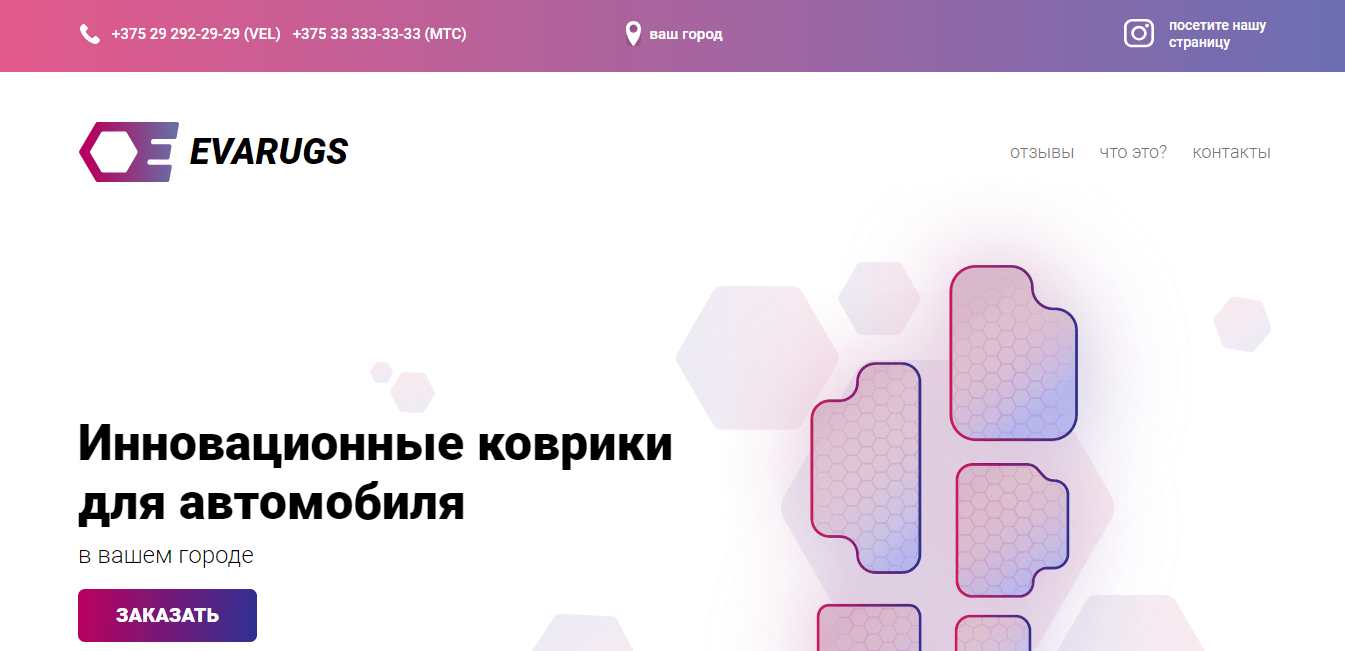 +375 29 292-29-29 (VEL) +375 33 333-33-33 (МТС)
ваш город
посетите нашу
страницу
EVARUGS
отзывы что это? контакты
Инновационные коврики
для автомобиля
в вашем городе
ЗАКАЗАТЬ